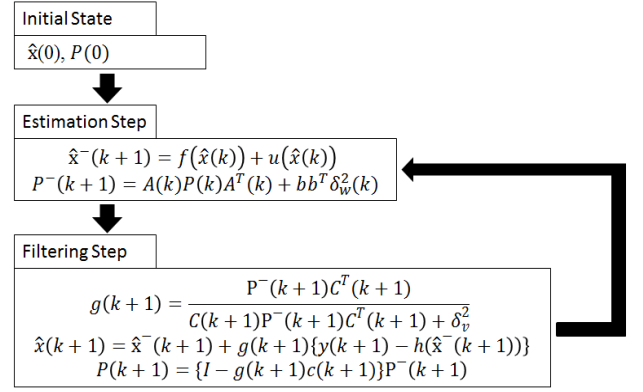 Initial State
x̂(0), P(0)
Estimation Step
x̂⁻(k + 1) = f(x̂(k)) + u(x̂(k))
P⁻(k + 1) = A(k)P(k)Aᵀ(k) + bbᵀδ²_w(k)
Filtering Step
P⁻(k + 1)Cᵀ(k + 1)
g(k + 1) =
C(k + 1)P⁻(k + 1)Cᵀ(k + 1) + δ²_v
x̂(k + 1) = x̂⁻(k + 1) + g(k + 1){y(k + 1) − h(x̂⁻(k + 1))}
P(k + 1) = {I − g(k + 1)c(k + 1)}P⁻(k + 1)